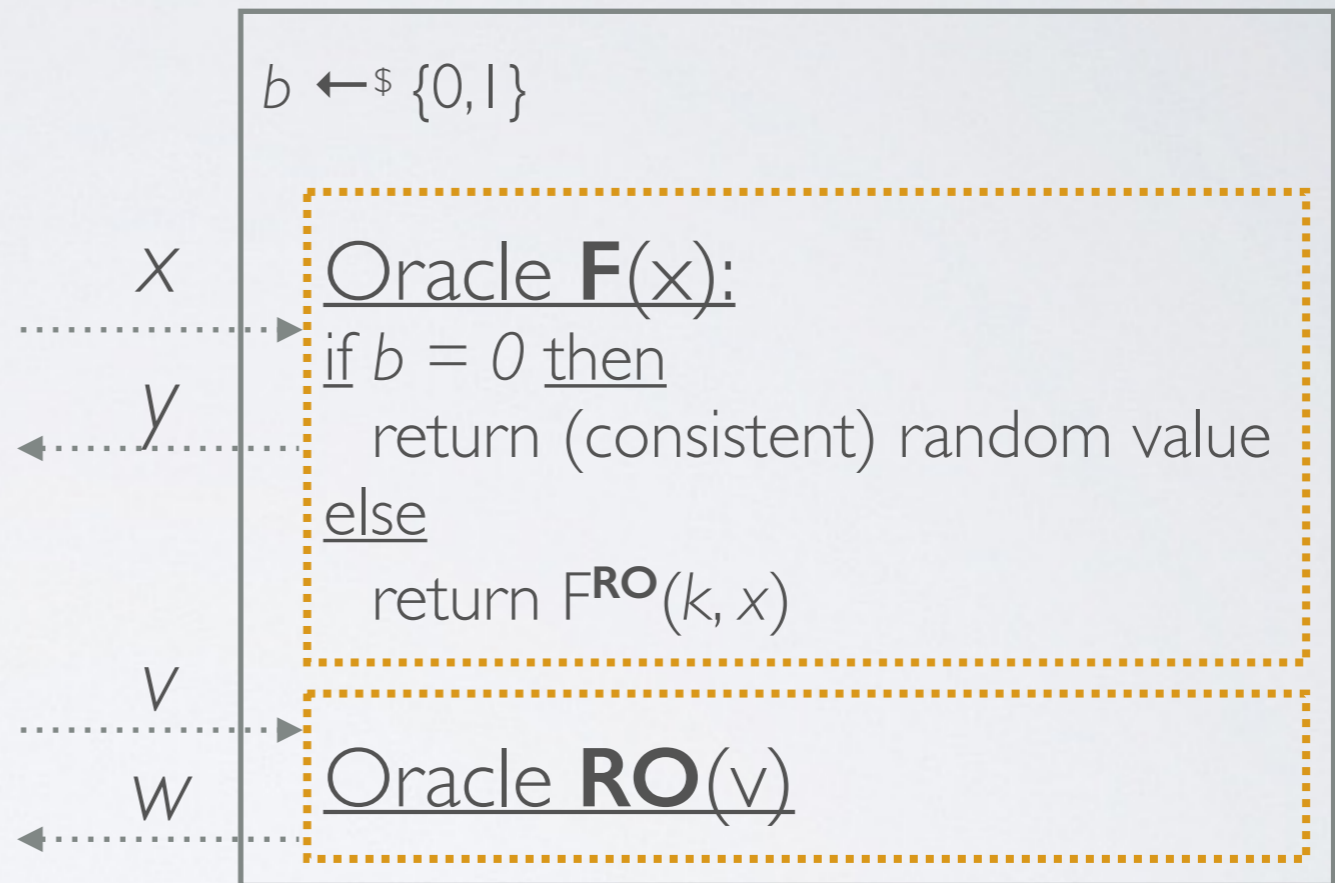 b ←$ {0,1}
x
Oracle F(x):
if b = 0 then
y
return (consistent) random value
else
return F^RO(k, x)
v
Oracle RO(v)
w